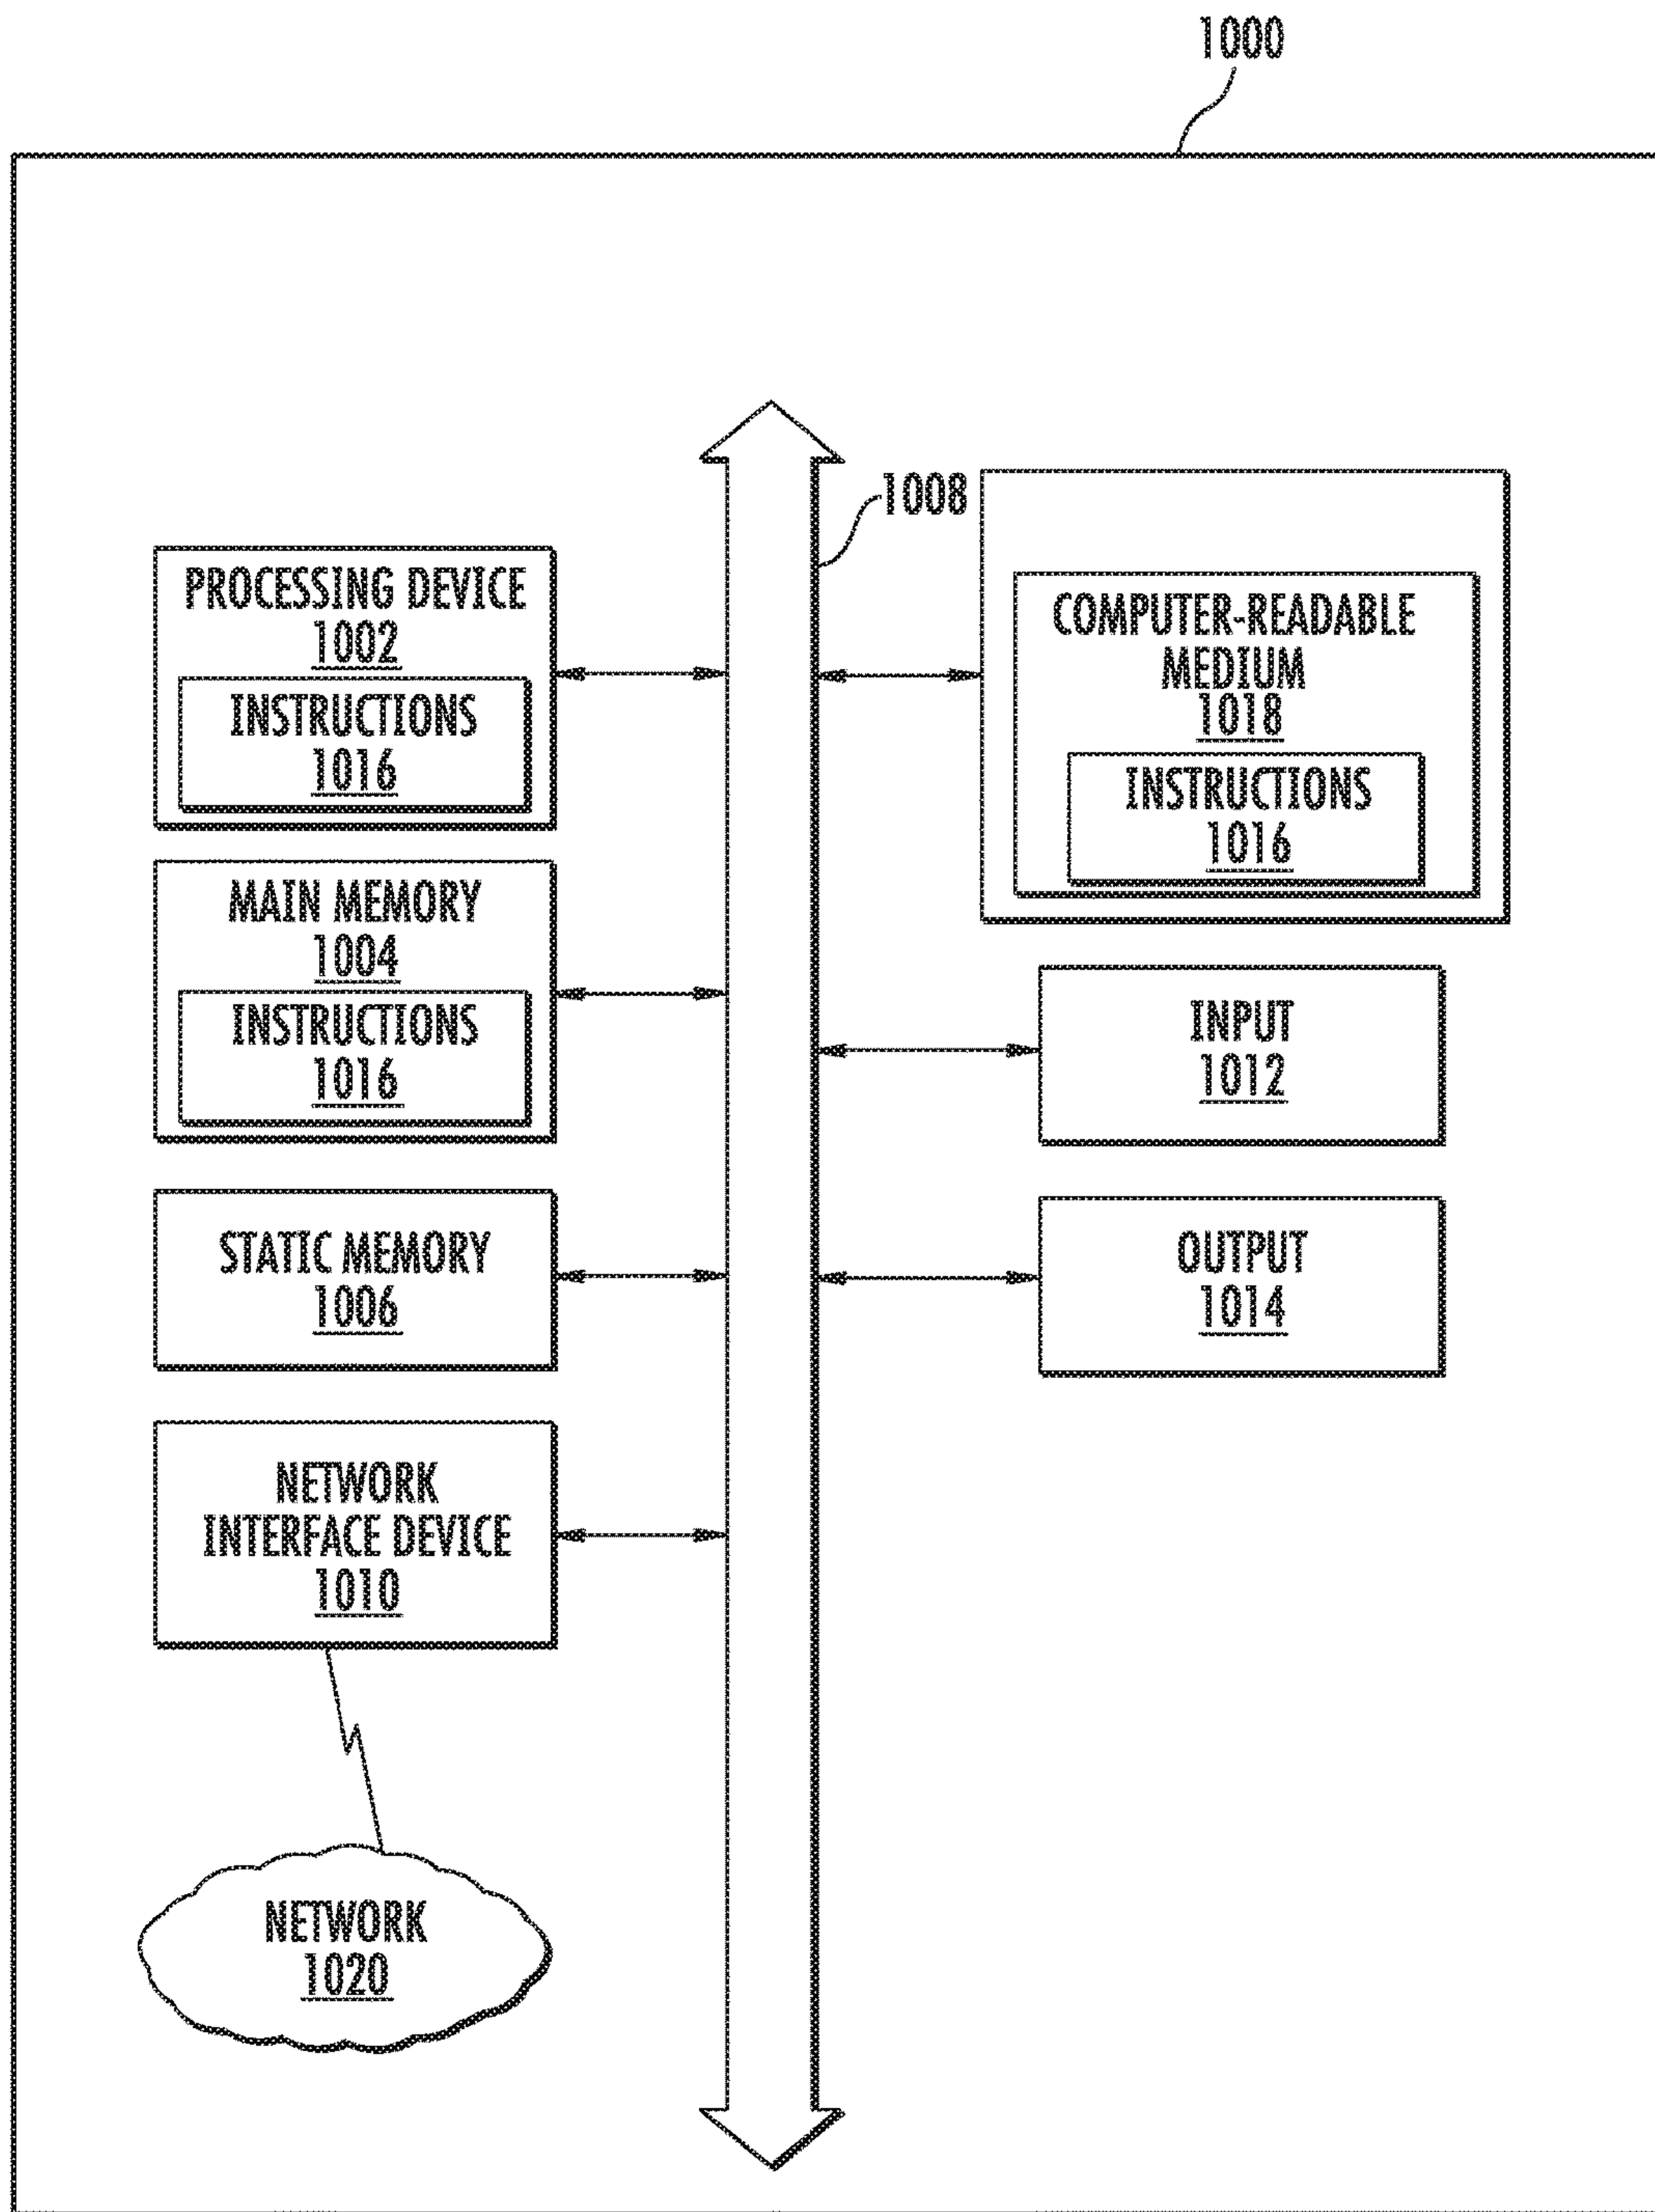 1000
1008
PROCESSING DEVICE
1002
INSTRUCTIONS
1016
MAIN MEMORY
1004
INSTRUCTIONS
1016
STATIC MEMORY
1006
NETWORK
INTERFACE DEVICE
1010
NETWORK
1020
COMPUTER-READABLE
MEDIUM
1018
INSTRUCTIONS
1016
INPUT
1012
OUTPUT
1014